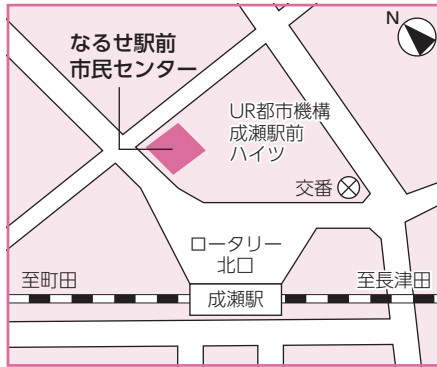 N
なるせ駅前
市民センター
UR都市機構
成瀬駅前
ハイツ
交番
ロータリー
北口
至町田
至長津田
成瀬駅